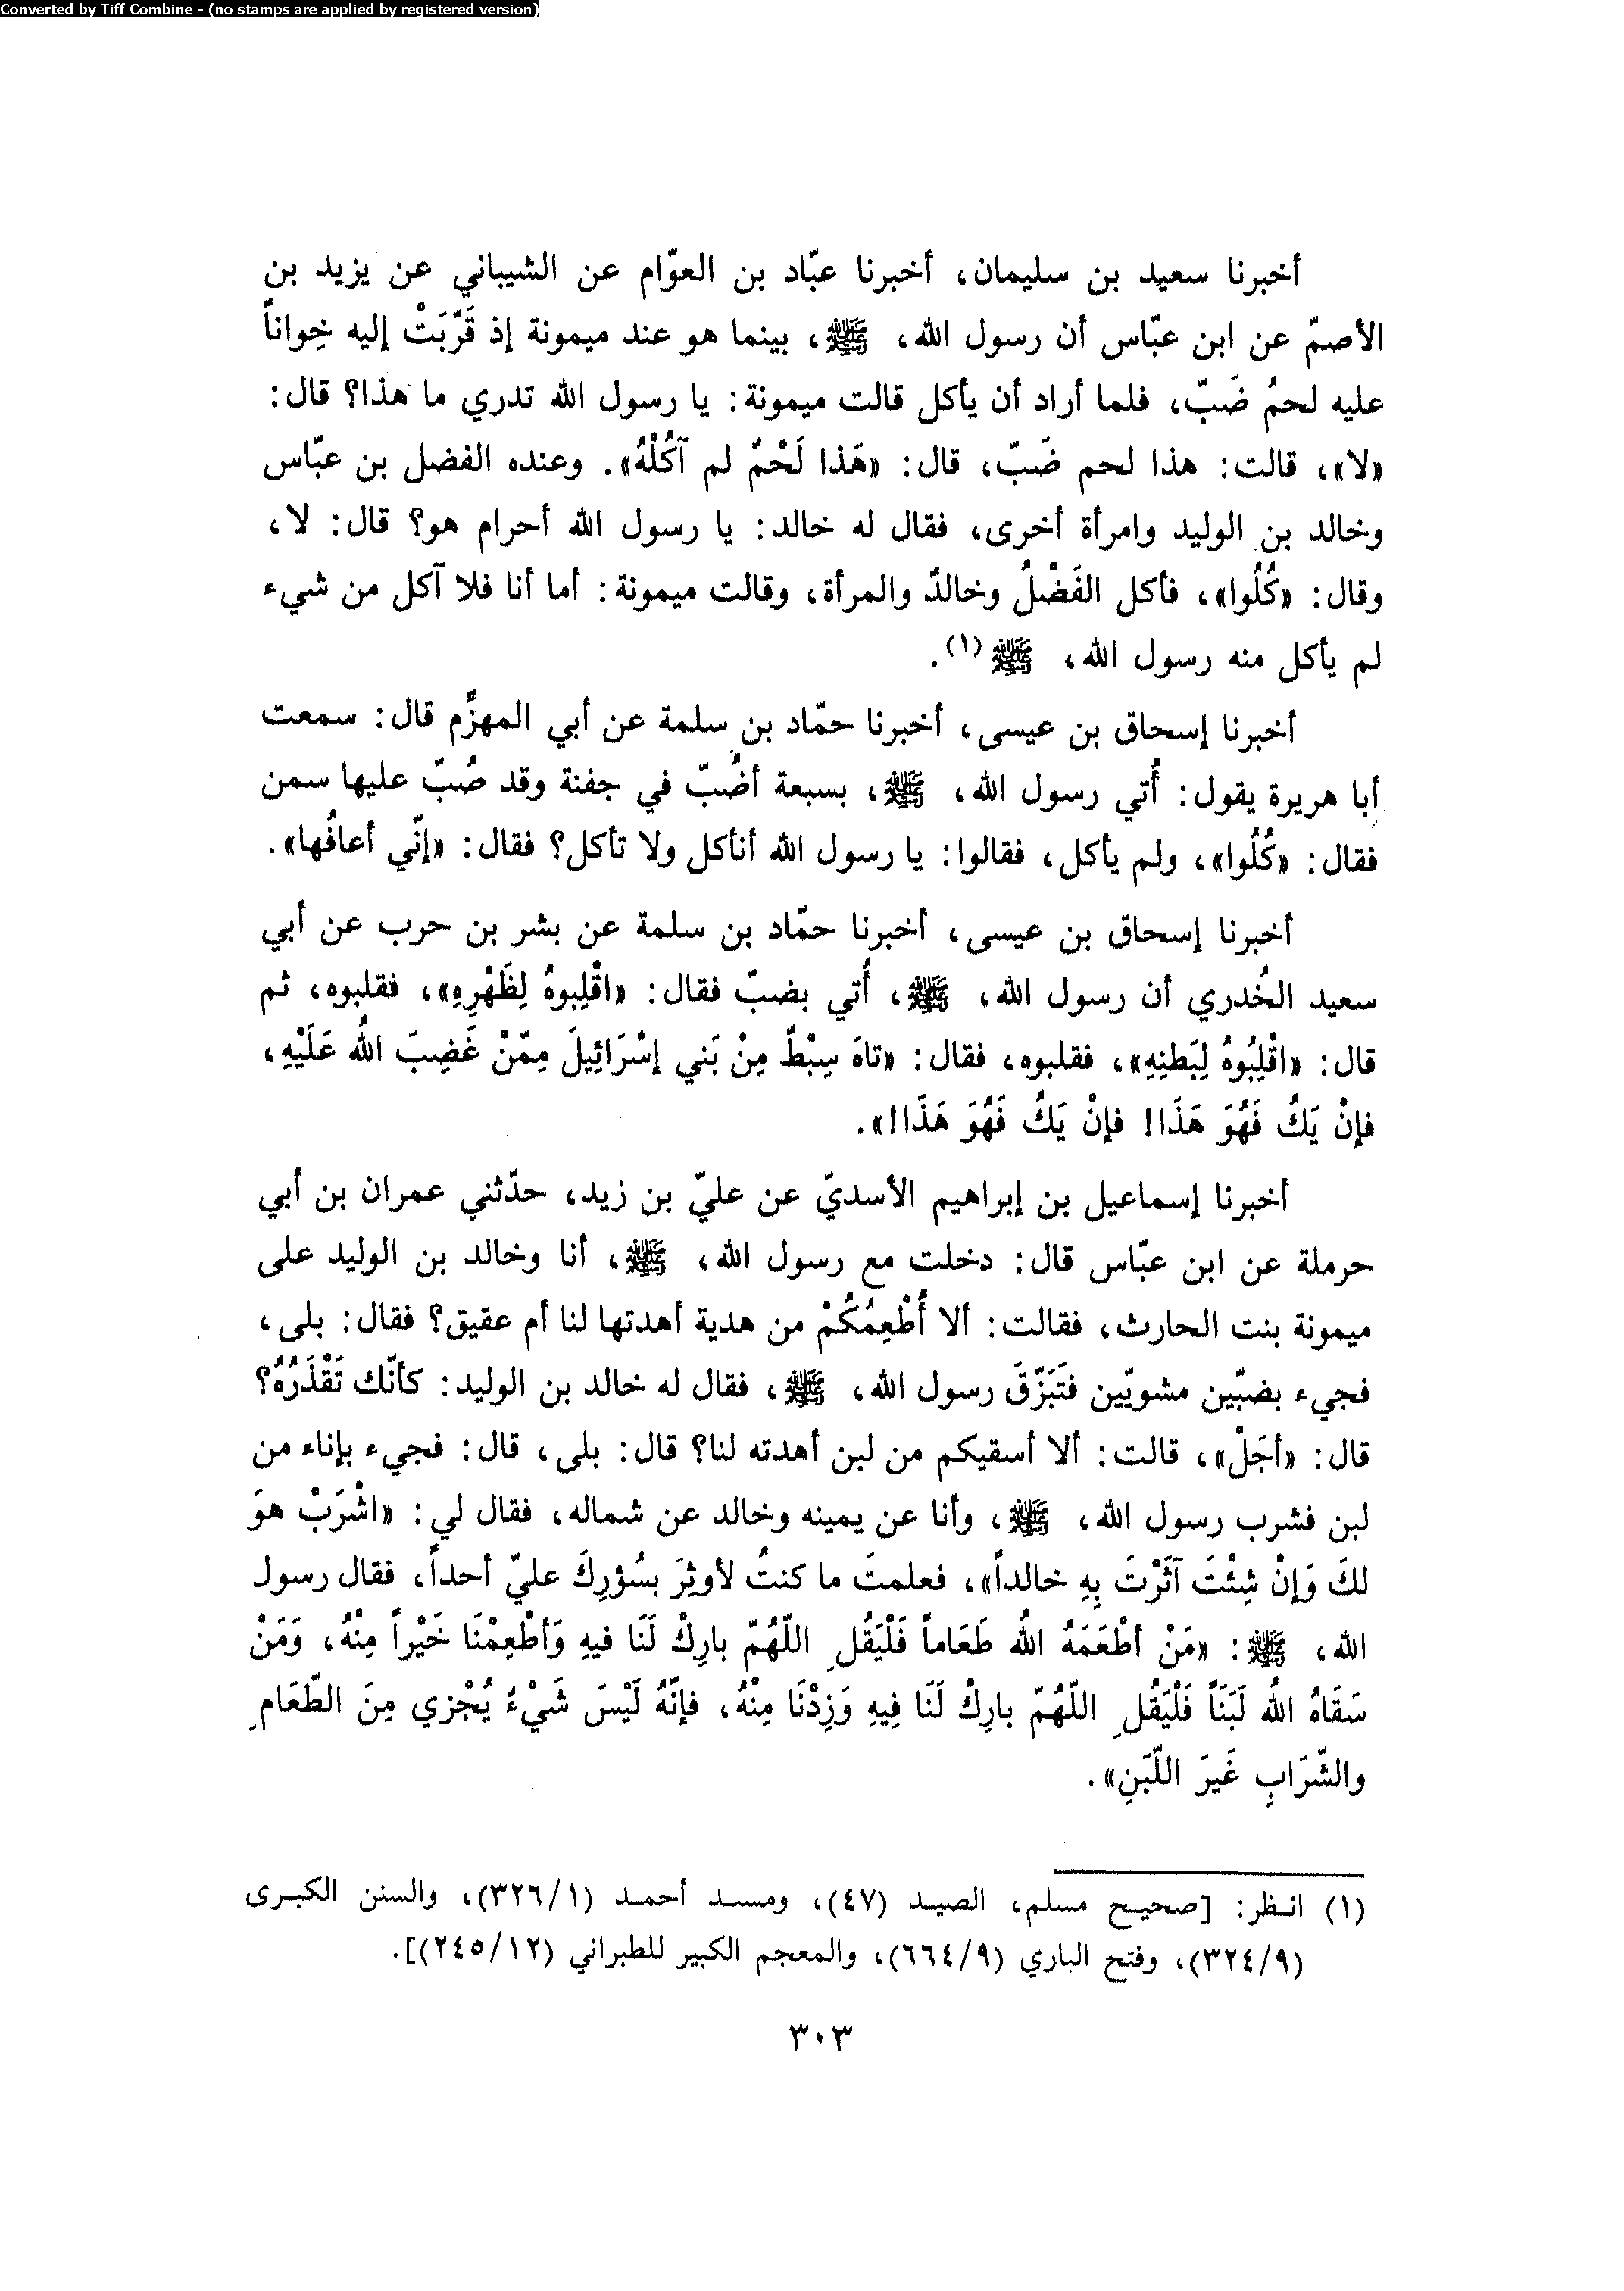 Converted by Tiff Combine - (no stamps are applied by registered version)
أخبرنا سعيد بن سليمان، أخبرنا عبّاد بن العوّام عن الشيباني عن يزيد بن
الأصمّ عن ابن عبّاس أن رسول الله، ﷺ، بينما هو عند ميمونة إذ قَرّبَتْ إليه خِواناً
عليه لحمُ ضَبّ، فلما أراد أن يأكل قالت ميمونة: يا رسول الله تدري ما هذا؟ قال:
«لا»، قالت: هذا لحم ضَبّ، قال: «هَذا لَحْمٌ لم آكُلْهُ». وعنده الفضل بن عبّاس
وخالد بن الوليد وامرأة أخرى، فقال له خالد: يا رسول الله أحرام هو؟ قال: لا،
وقال: «كُلُوا»، فأكل الفَضْلُ وخالدٌ والمرأة، وقالت ميمونة: أما أنا فلا آكل من شيء
لم يأكل منه رسول الله، ﷺ(١).
أخبرنا إسحاق بن عيسى، أخبرنا حمّاد بن سلمة عن أبي المهزّم قال: سمعت
أبا هريرة يقول: أُتي رسول الله، ﷺ، بسبعة أضُبّ في جفنة وقد صُبّ عليها سمن
فقال: «كُلُوا»، ولم يأكل، فقالوا: يا رسول الله أنأكل ولا تأكل؟ فقال: «إنّي أعافُها».
أخبرنا إسحاق بن عيسى، أخبرنا حمّاد بن سلمة عن بشر بن حرب عن أبي
سعيد الخُدري أن رسول الله، ﷺ، أُتي بضبّ فقال: «اقْلِبوهُ لِظَهْرِهِ»، فقلبوه، ثم
قال: «اقْلِبُوهُ لِبَطنِهِ»، فقلبوه، فقال: «تاهَ سِبْطٌ مِنْ بَني إسْرَائِيلَ مِمّنْ غَضِبَ اللهُ عَلَيْهِ،
فإنْ يَكُ فَهُوَ هَذَا! فإنْ يَكُ فَهُوَ هَذَا!».
أخبرنا إسماعيل بن إبراهيم الأسديّ عن عليّ بن زيد، حدّثني عمران بن أبي
حرملة عن ابن عبّاس قال: دخلت مع رسول الله، ﷺ، أنا وخالد بن الوليد على
ميمونة بنت الحارث، فقالت: ألا أُطْعِمُكُمْ من هدية أهدتها لنا أم عقيق؟ فقال: بلى،
فجيء بضبّين مشويّين فتَبَزّقَ رسول الله، ﷺ، فقال له خالد بن الوليد: كأنّك تَقْذَرُهُ؟
قال: «أجَلْ»، قالت: ألا أسقيكم من لبن أهدته لنا؟ قال: بلى، قال: فجيء بإناء من
لبن فشرب رسول الله، ﷺ، وأنا عن يمينه وخالد عن شماله، فقال لي: «اشْرَبْ هوَ
لكَ وَإنْ شِئْتَ آثَرْتَ بِهِ خالداً»، فعلمتَ ما كنتُ لأوثِرَ بسُؤرِكَ عليّ أحداً، فقال رسول
الله، ﷺ: «مَنْ أطْعَمَهُ اللهُ طَعَاماً فَلْيَقُلِ اللّهُمّ بارِكْ لَنَا فيهِ وَأطْعِمْنَا خَيْراً مِنْهُ، وَمَنْ
سَقَاهُ اللهُ لَبَنَاً فَلْيَقُلِ اللّهُمّ بارِكْ لَنَا فِيهِ وَزِدْنَا مِنْهُ، فإنّهُ لَيْسَ شَيْءٌ يُجْزي مِنَ الطّعَامِ
والشّرَابِ غَيرَ اللّبَنِ».
(١) انظر: [صحيح مسلم، الصيد (٤٧)، ومسند أحمد (٣٢٦/١)، والسنن الكبرى
(٣٢٤/٩)، وفتح الباري (٦٦٤/٩)، والمعجم الكبير للطبراني (٢٤٥/١٢)].
٣٠٣